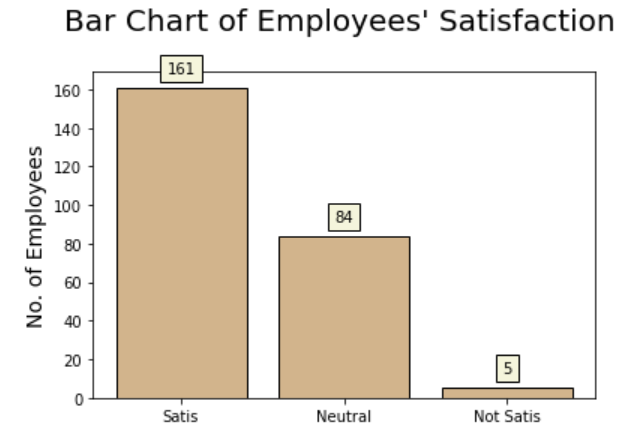 Bar Chart of Employees' Satisfaction
161
160
140
120
100
84
80
60
40
20
5
0
No. of Employees
Satis
Neutral
Not Satis